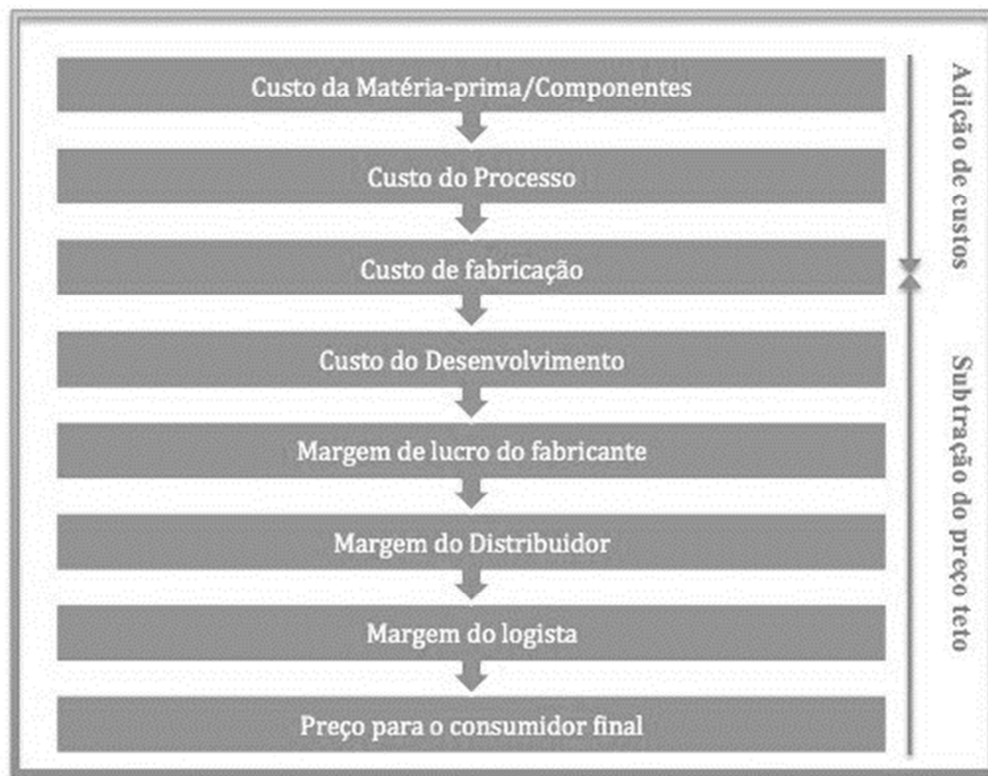 Custo da Matéria-prima/Componentes
Custo do Processo
Custo de fabricação
Custo do Desenvolvimento
Margem de lucro do fabricante
Margem do Distribuidor
Margem do logista
Preço para o consumidor final
Adição de custos
Subtração do preço teto